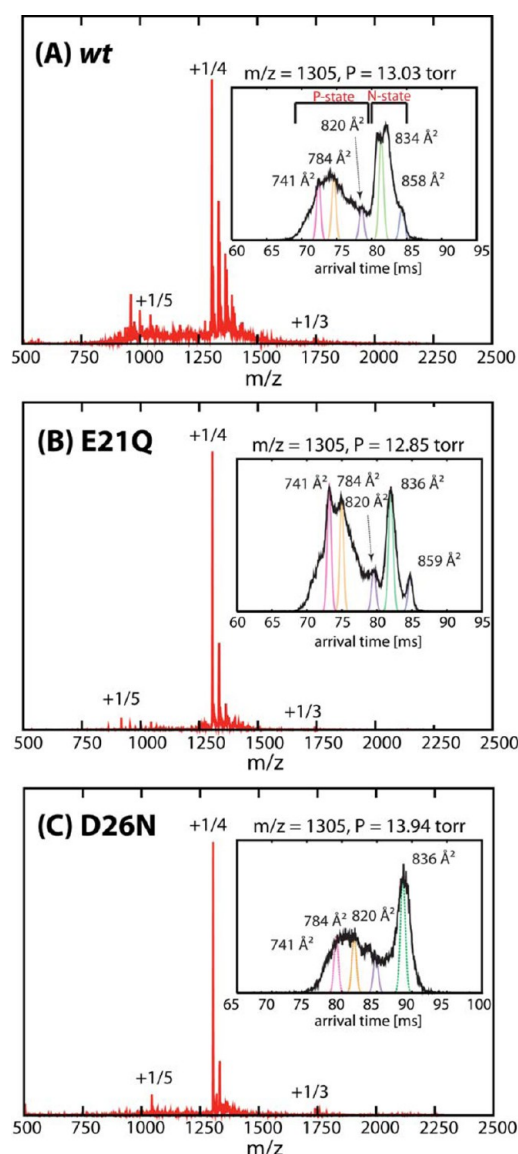 (A) wt
+1/4
m/z = 1305, P = 13.03 torr
P-state N-state
820 Å²
834 Å²
784 Å²
741 Å²
858 Å²
60 65 70 75 80 85 90 95
arrival time [ms]
+1/5
+1/3
500 1000 1250 1500 1750 2000 2250 2500
m/z
(B) E21Q
+1/4
m/z = 1305, P = 12.85 torr
741 Å² 784 Å² 836 Å²
820 Å²
859 Å²
60 65 70 75 80 85 90 95
arrival time [ms]
+1/5
+1/3
500 750 1000 1250 1500 1750 2000 2250 2500
m/z
(C) D26N
+1/4
m/z = 1305, P = 13.94 torr
836 Å²
784 Å² 820 Å²
741 Å²
65 70 75 80 85 90 95 100
arrival time [ms]
+1/5
+1/3
500 750 1000 1250 1500 1750 2000 2250 2500
m/z